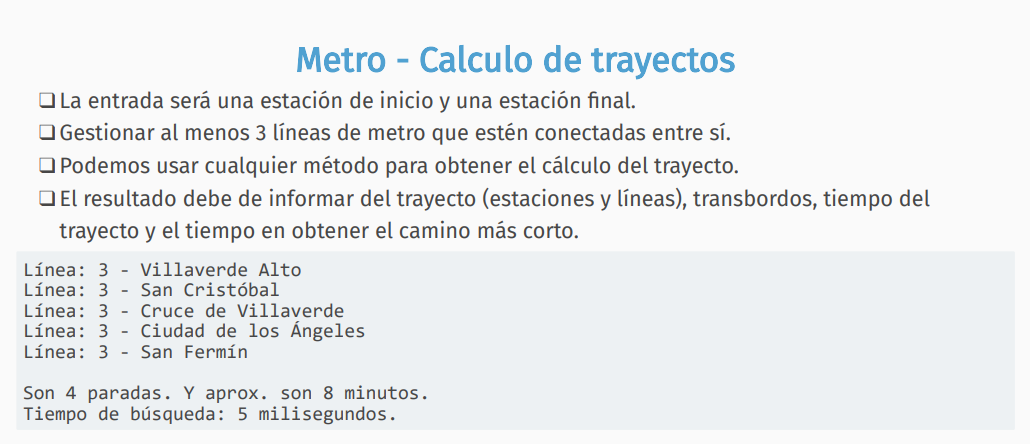 Metro - Calculo de trayectos
❑ La entrada será una estación de inicio y una estación final.
❑ Gestionar al menos 3 líneas de metro que estén conectadas entre sí.
❑ Podemos usar cualquier método para obtener el cálculo del trayecto.
❑ El resultado debe de informar del trayecto (estaciones y líneas), transbordos, tiempo del
trayecto y el tiempo en obtener el camino más corto.
Línea: 3 - Villaverde Alto
Línea: 3 - San Cristóbal
Línea: 3 - Cruce de Villaverde
Línea: 3 - Ciudad de los Ángeles
Línea: 3 - San Fermín
Son 4 paradas. Y aprox. son 8 minutos.
Tiempo de búsqueda: 5 milisegundos.